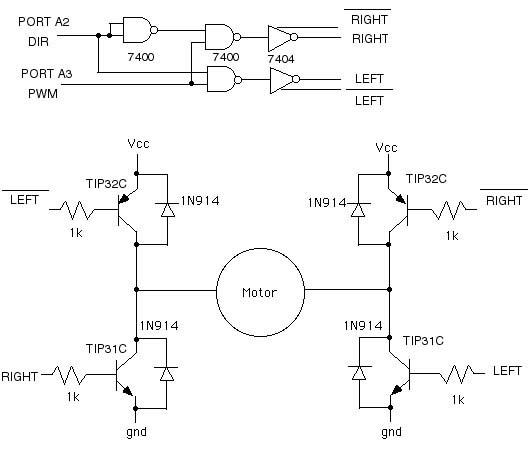 PORT A2
DIR
7400
7400
7404
RIGHT
RIGHT
PORT A3
PWM
LEFT
LEFT
Vcc
Vcc
TIP32C
TIP32C
LEFT
1N914
1N914
RIGHT
1k
1k
Motor
1N914
1N914
TIP31C
TIP31C
RIGHT
LEFT
1k
1k
gnd
gnd